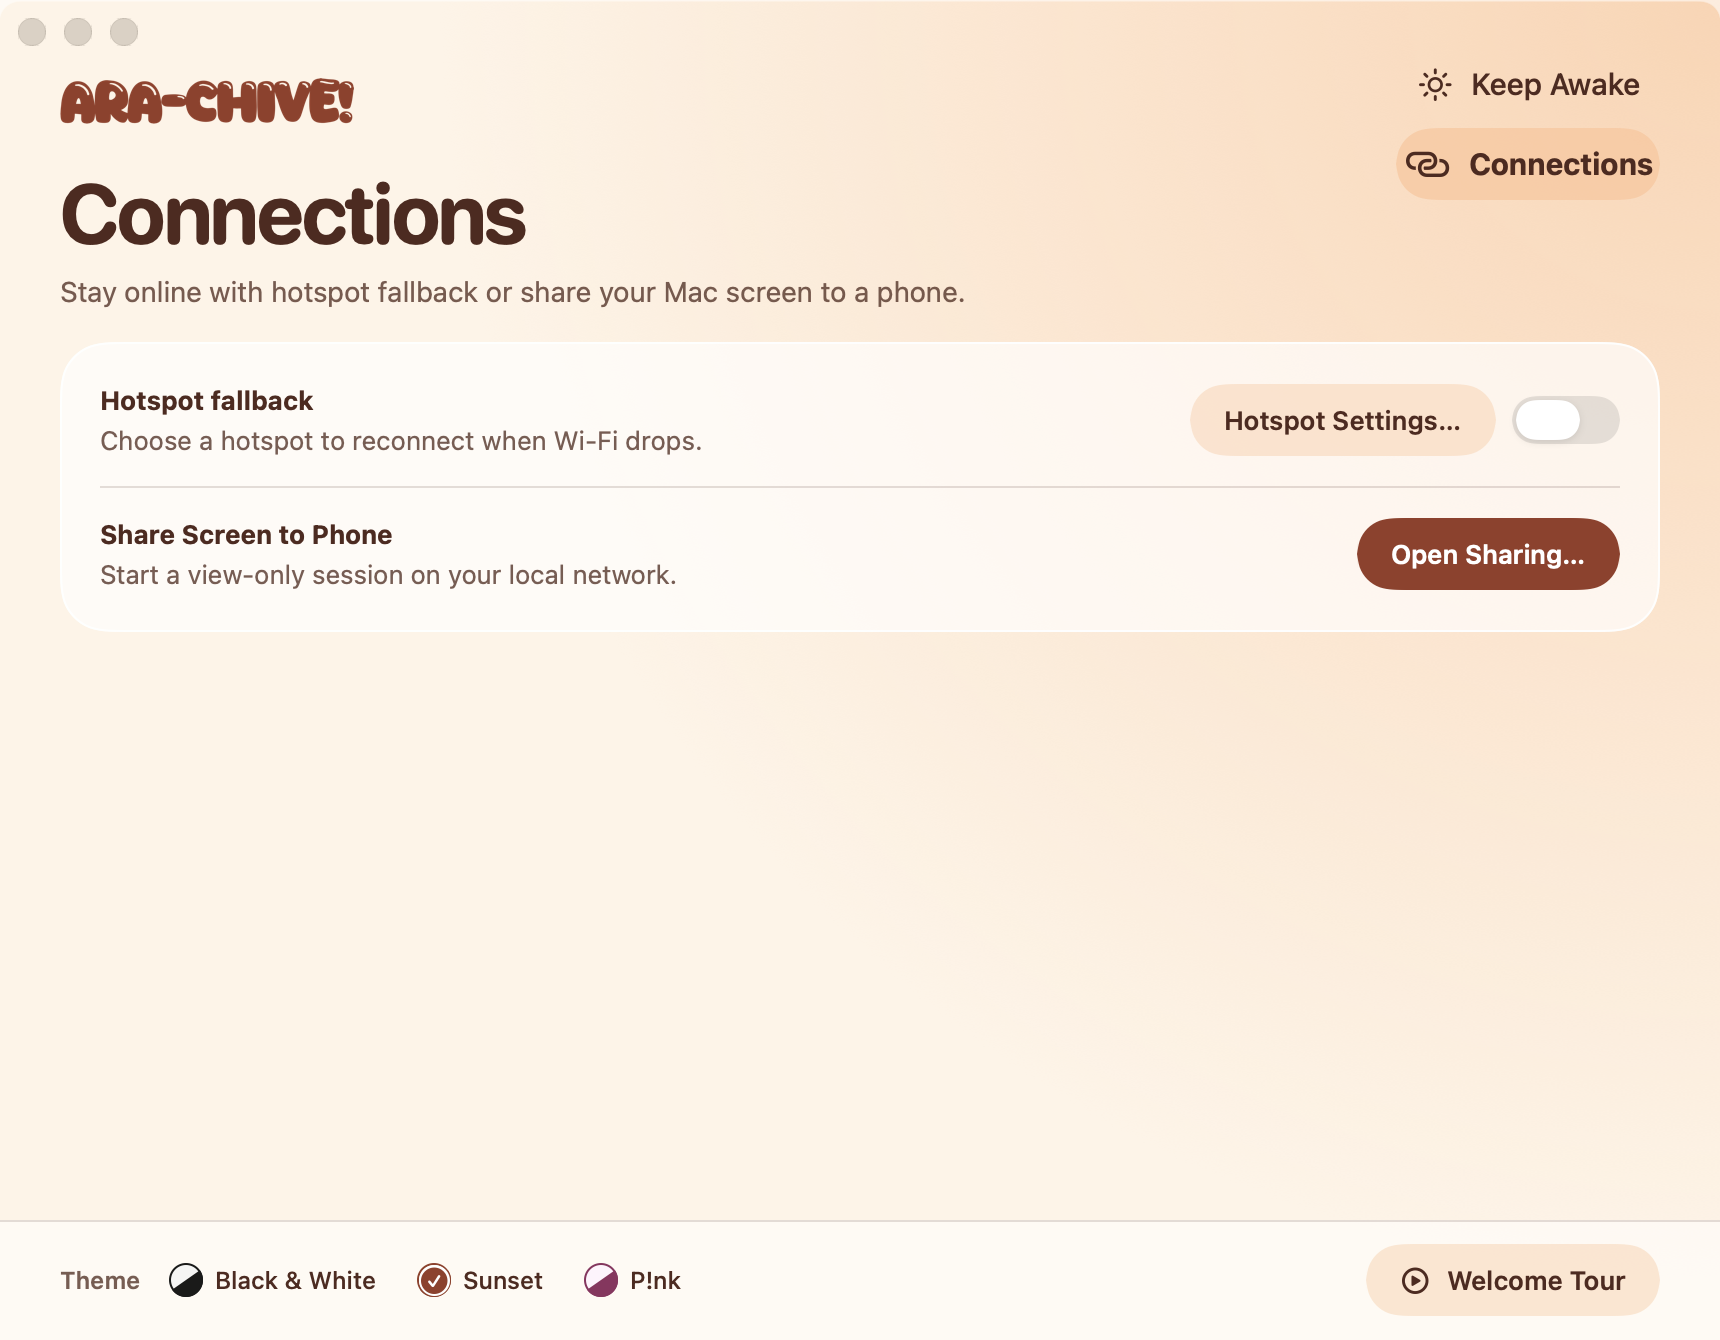 ARA-CHIVE!
Keep Awake
Connections
Connections
Stay online with hotspot fallback or share your Mac screen to a phone.
Hotspot fallback
Choose a hotspot to reconnect when Wi-Fi drops.
Hotspot Settings...
Share Screen to Phone
Start a view-only session on your local network.
Open Sharing...
Theme
Black & White
Sunset
P!nk
Welcome Tour